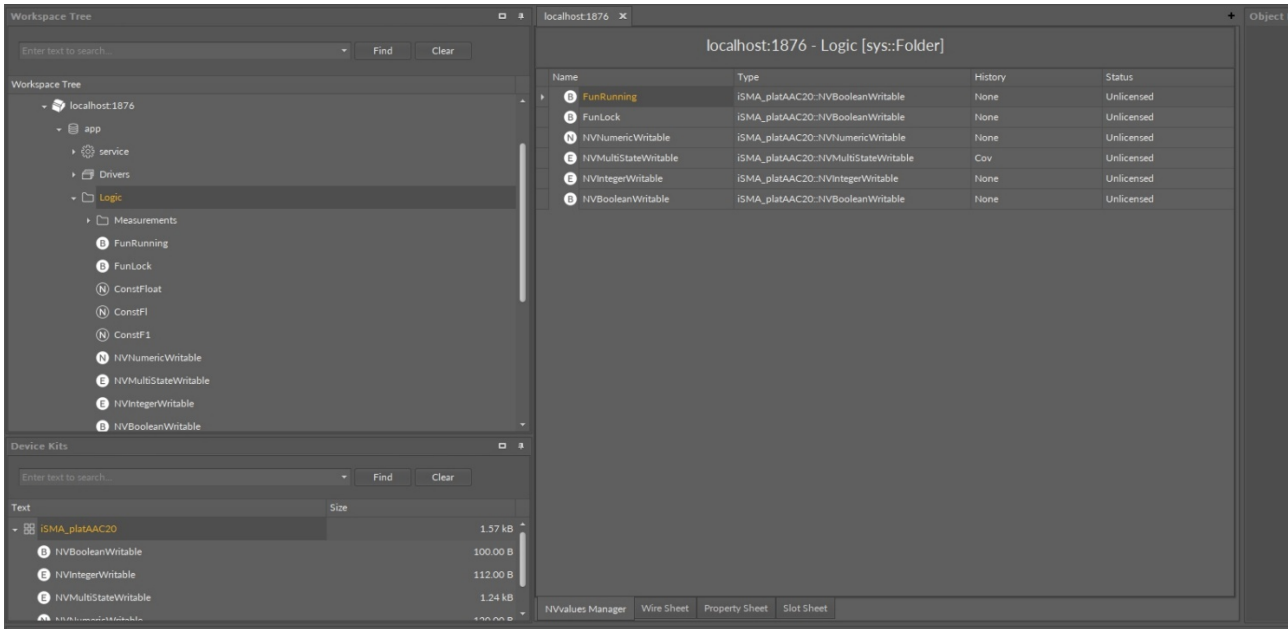 Workspace Tree
Enter text to search...
Find
Clear
Workspace Tree
localhost:1876
app
service
Drivers
Logic
Measurements
FunRunning
FunLock
ConstFloat
ConstFl
ConstF1
NVNumericWritable
NVMultiStateWritable
NVIntegerWritable
NVBooleanWritable
Device Kits
Enter text to search...
Find
Clear
Text Size
iSMA_platAAC20 1.57 kB
B NVBooleanWritable 100.00 B
E NVIntegerWritable 112.00 B
E NVMultiStateWritable 1.24 kB
N NVNumericWritable 120.00 B
localhost:1876 X
localhost:1876 - Logic [sys::Folder]
Name Type History Status
B FunRunning iSMA_platAAC20::NVBooleanWritable None Unlicensed
B FunLock iSMA_platAAC20::NVBooleanWritable None Unlicensed
N NVNumericWritable iSMA_platAAC20::NVNumericWritable None Unlicensed
E NVMultiStateWritable iSMA_platAAC20::NVMultiStateWritable Cov Unlicensed
E NVIntegerWritable iSMA_platAAC20::NVIntegerWritable None Unlicensed
B NVBooleanWritable iSMA_platAAC20::NVBooleanWritable None Unlicensed
NVvalues Manager Wire Sheet Property Sheet Slot Sheet
Object